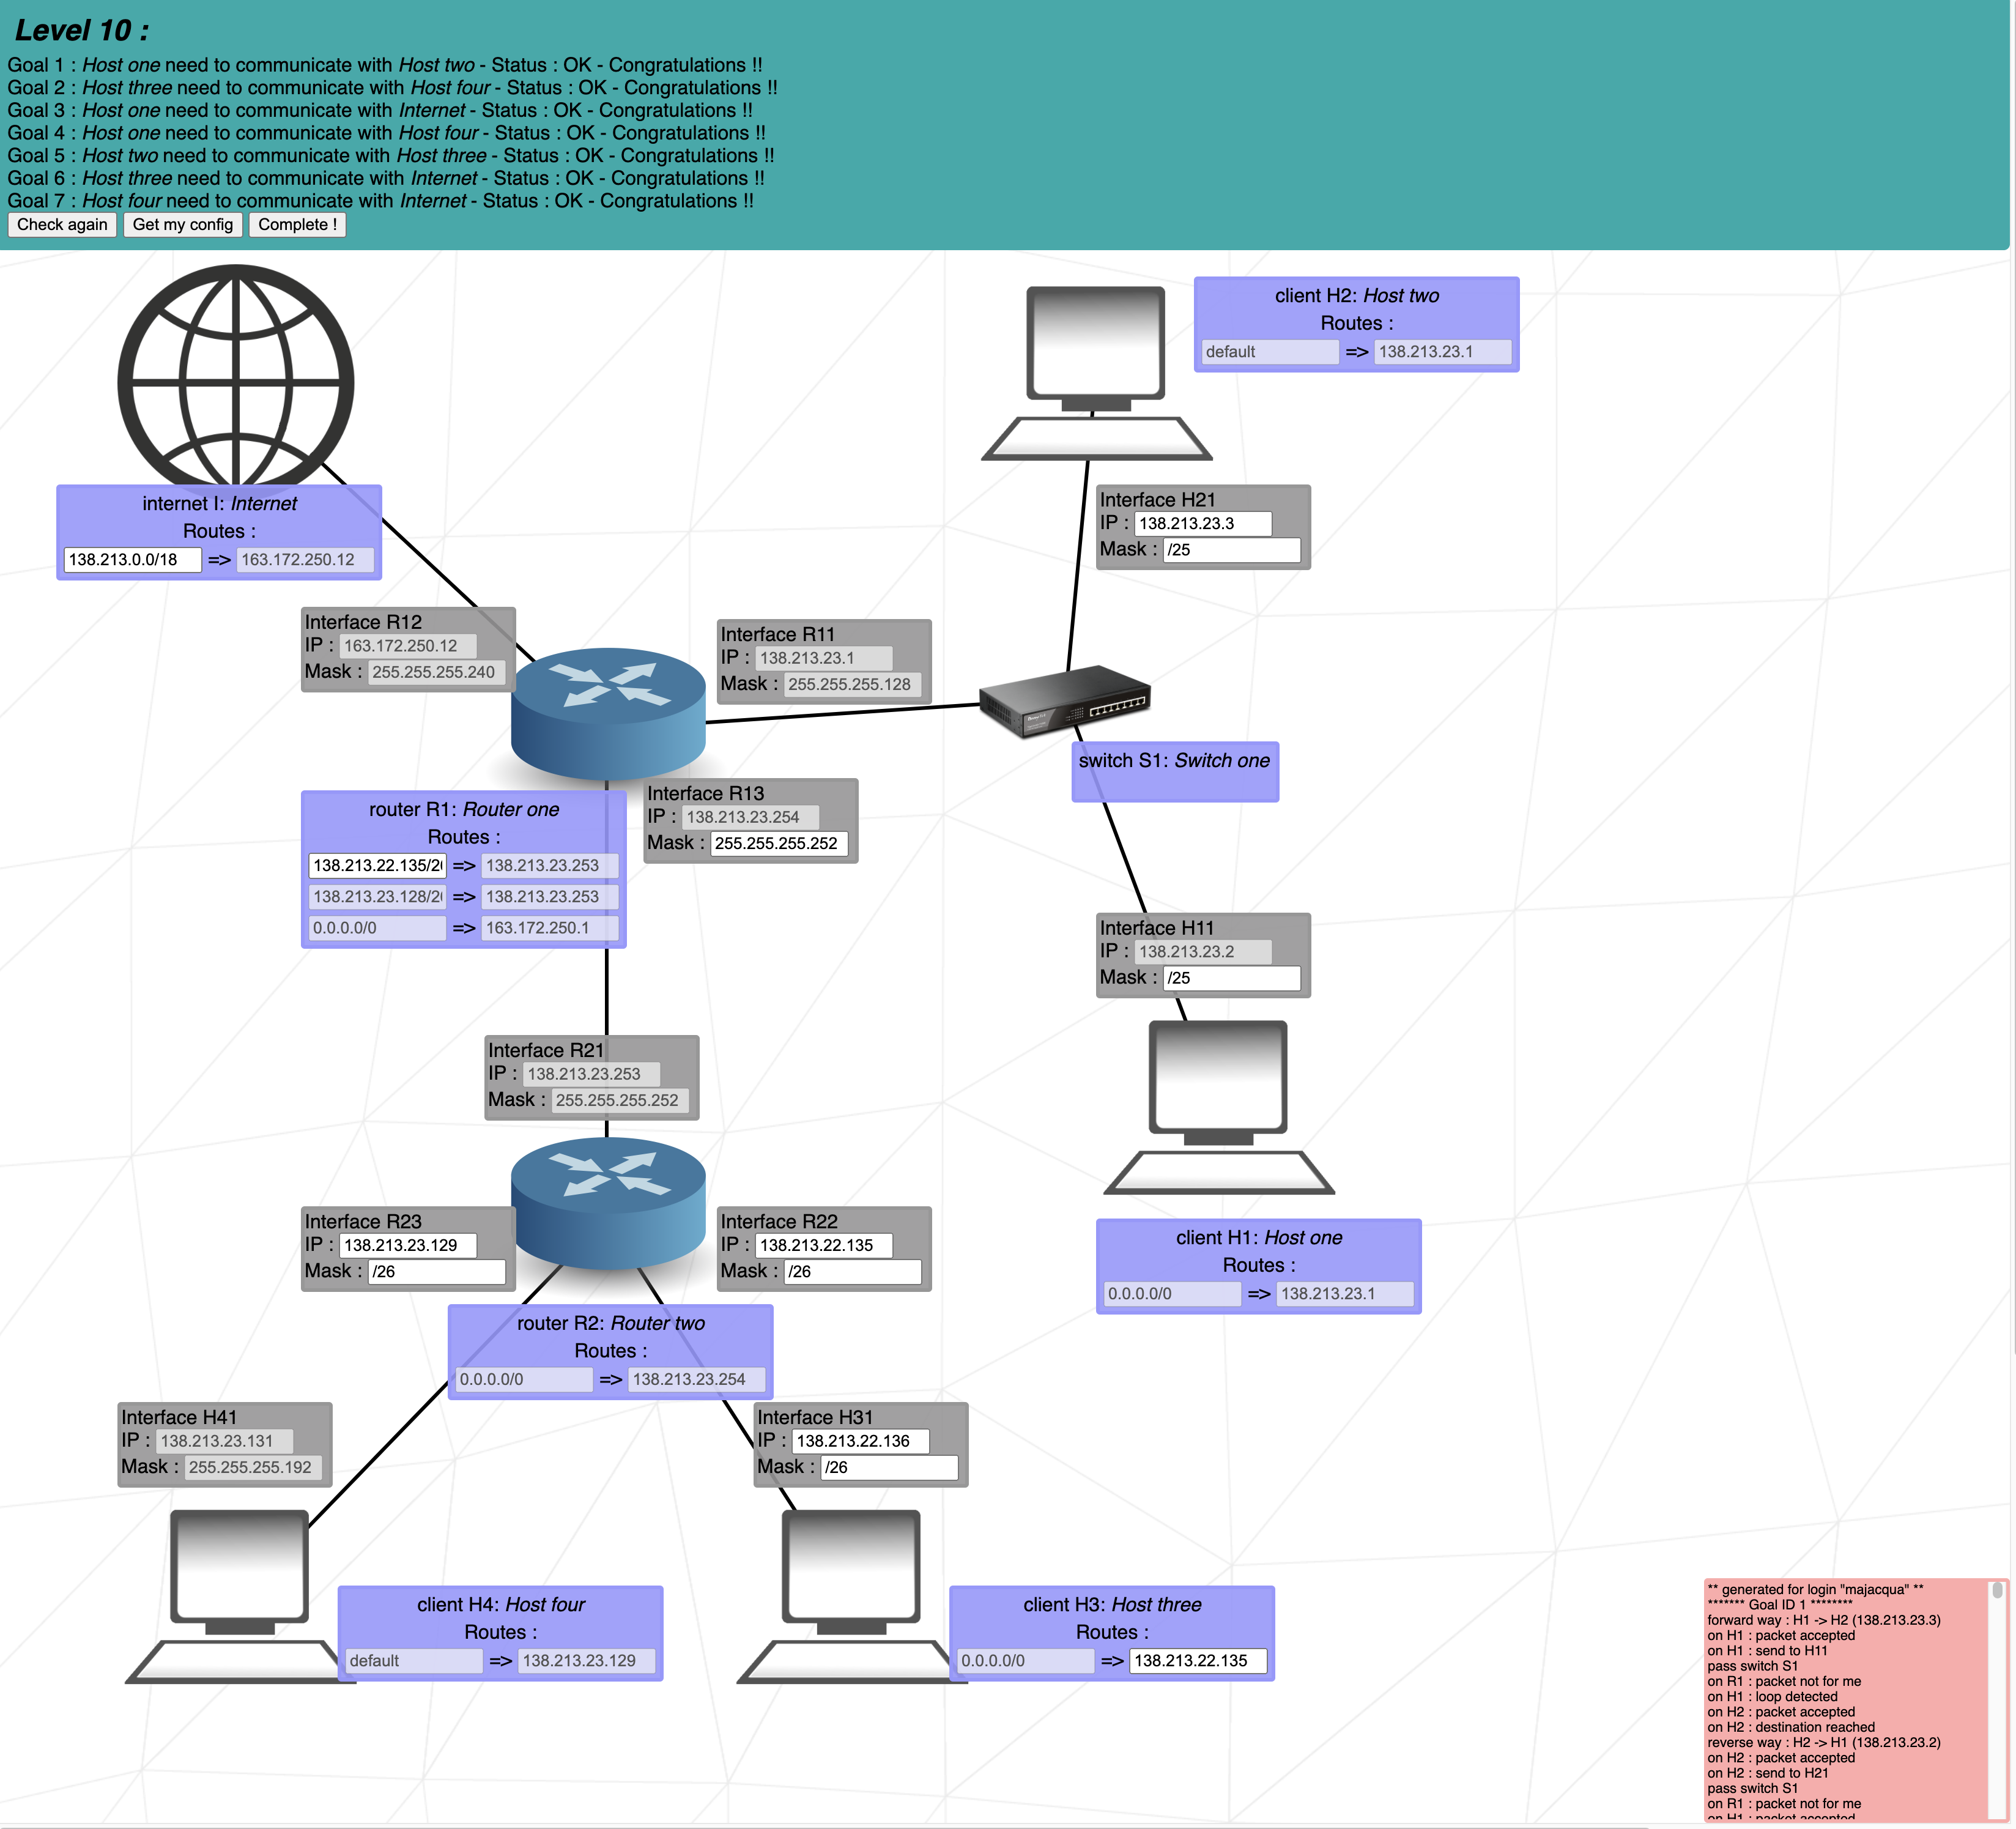 Level 10 :
Goal 1 : Host one need to communicate with Host two - Status : OK - Congratulations !!
Goal 2 : Host three need to communicate with Host four - Status : OK - Congratulations !!
Goal 3 : Host one need to communicate with Internet - Status : OK - Congratulations !!
Goal 4 : Host one need to communicate with Host four - Status : OK - Congratulations !!
Goal 5 : Host two need to communicate with Host three - Status : OK - Congratulations !!
Goal 6 : Host three need to communicate with Internet - Status : OK - Congratulations !!
Goal 7 : Host four need to communicate with Internet - Status : OK - Congratulations !!
Check again Get my config Complete !
client H2: Host two
Routes :
default => 138.213.23.1
internet I: Internet
Routes :
138.213.0.0/18 => 163.172.250.12
Interface H21
IP : 138.213.23.3
Mask : /25
Interface R12
IP : 163.172.250.12
Mask : 255.255.255.240
Interface R11
IP : 138.213.23.1
Mask : 255.255.255.128
switch S1: Switch one
Interface R13
IP : 138.213.23.254
Mask : 255.255.255.252
router R1: Router one
Routes :
138.213.22.135/2 => 138.213.23.253
138.213.23.128/2 => 138.213.23.253
0.0.0.0/0 => 163.172.250.1
Interface H11
IP : 138.213.23.2
Mask : /25
Interface R21
IP : 138.213.23.253
Mask : 255.255.255.252
Interface R23
IP : 138.213.23.129
Mask : /26
Interface R22
IP : 138.213.22.135
Mask : /26
client H1: Host one
Routes :
0.0.0.0/0 => 138.213.23.1
router R2: Router two
Routes :
0.0.0.0/0 => 138.213.23.254
Interface H41
IP : 138.213.23.131
Mask : 255.255.255.192
Interface H31
IP : 138.213.22.136
Mask : /26
client H4: Host four
Routes :
default => 138.213.23.129
client H3: Host three
Routes :
0.0.0.0/0 => 138.213.22.135
** generated for login "majacqua" **
******* Goal ID 1 ********
forward way : H1 -> H2 (138.213.23.3)
on H1 : packet accepted
on H1 : send to H11
pass switch S1
on R1 : packet not for me
on H1 : loop detected
on H2 : packet accepted
on H2 : destination reached
reverse way : H2 -> H1 (138.213.23.2)
on H2 : packet accepted
on H2 : send to H21
pass switch S1
on R1 : packet not for me
on H1 : packet accepted